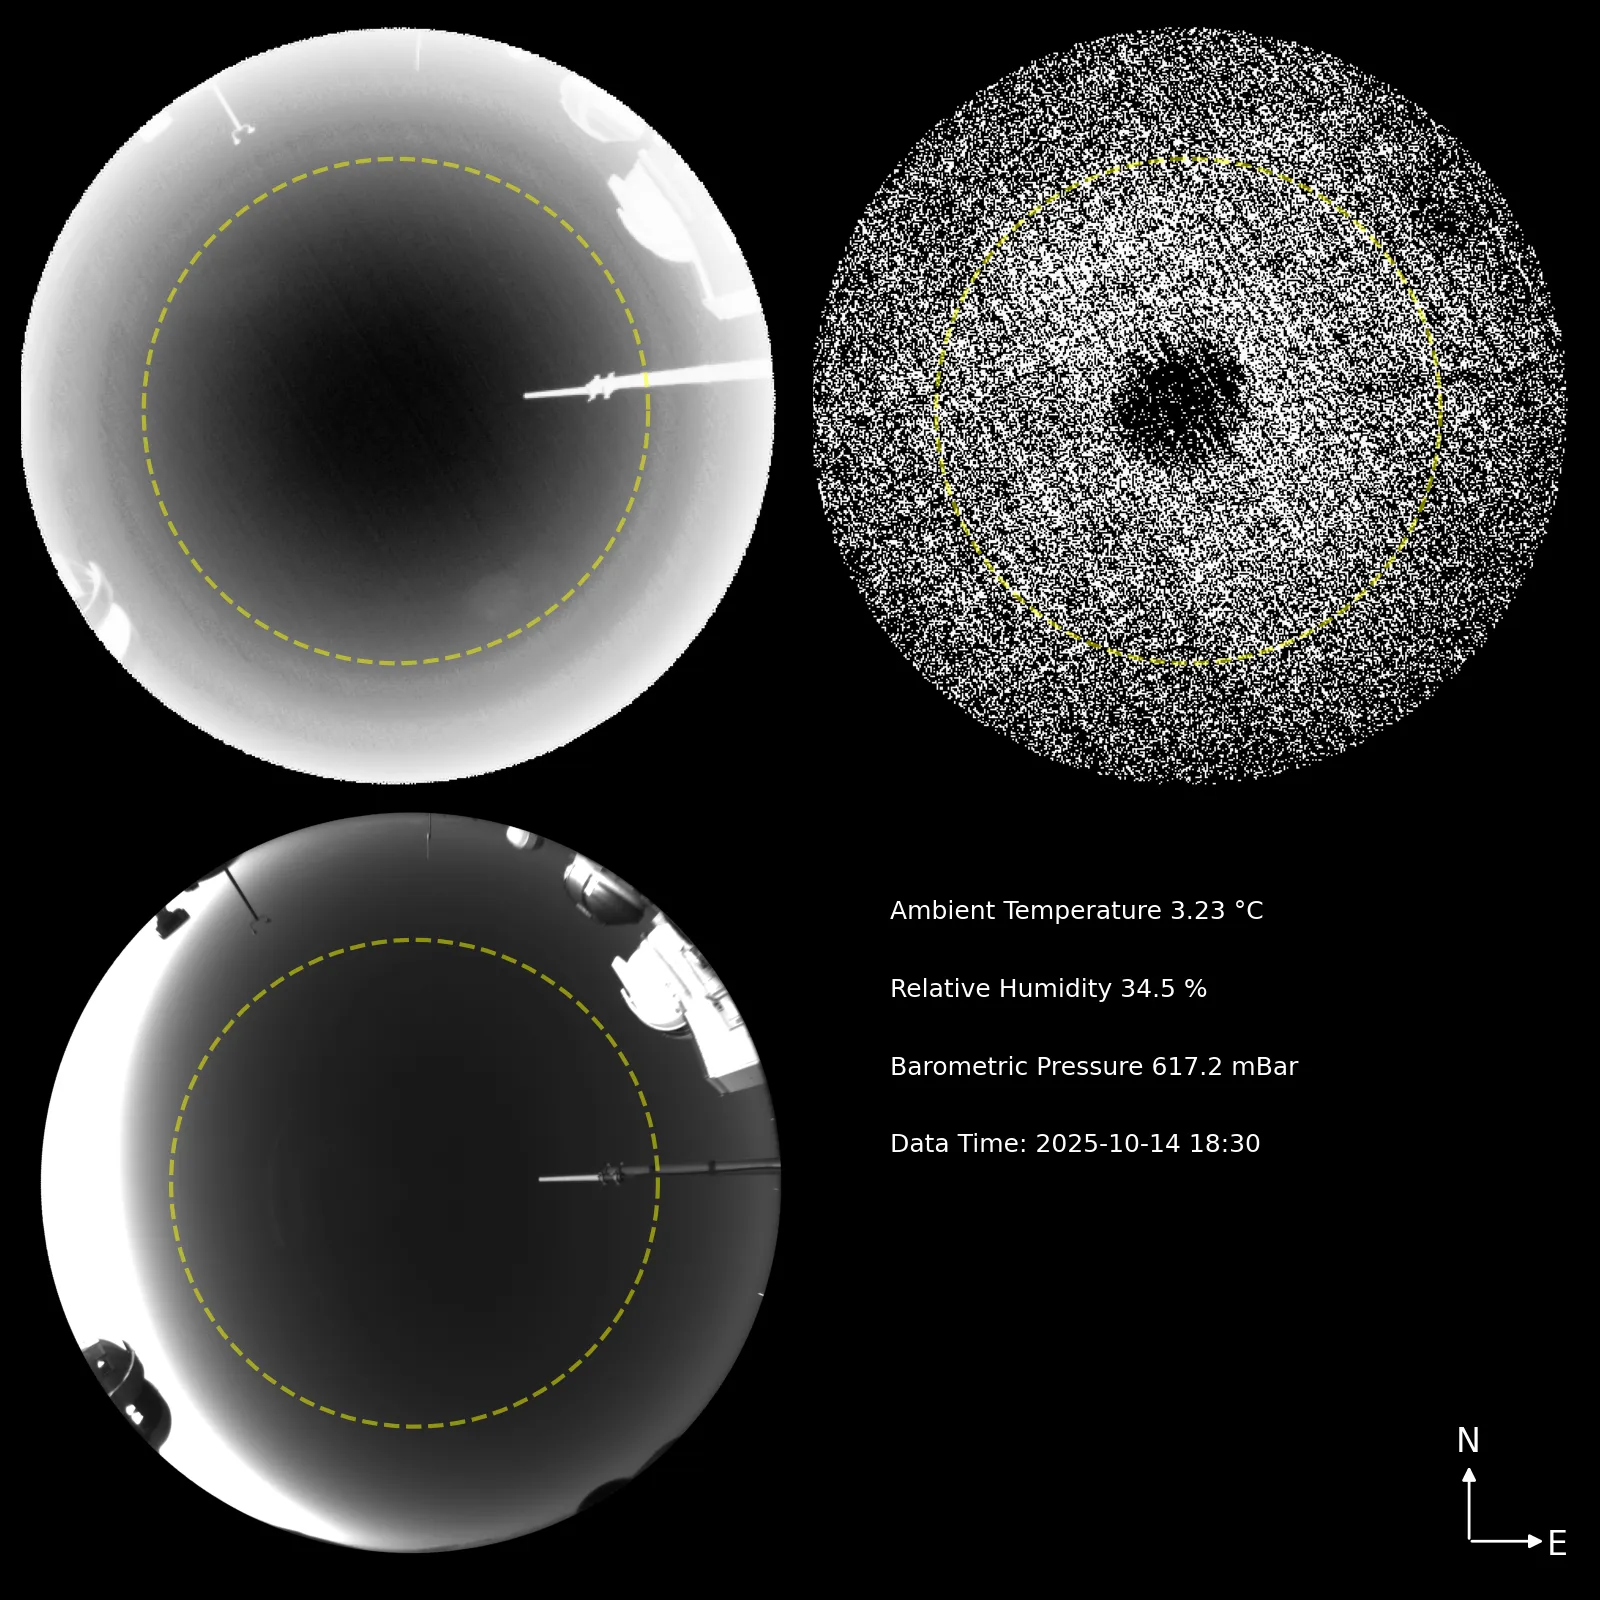 Ambient Temperature 3.23 °C
Relative Humidity 34.5 %
Barometric Pressure 617.2 mBar
Data Time: 2025-10-14 18:30
N
E